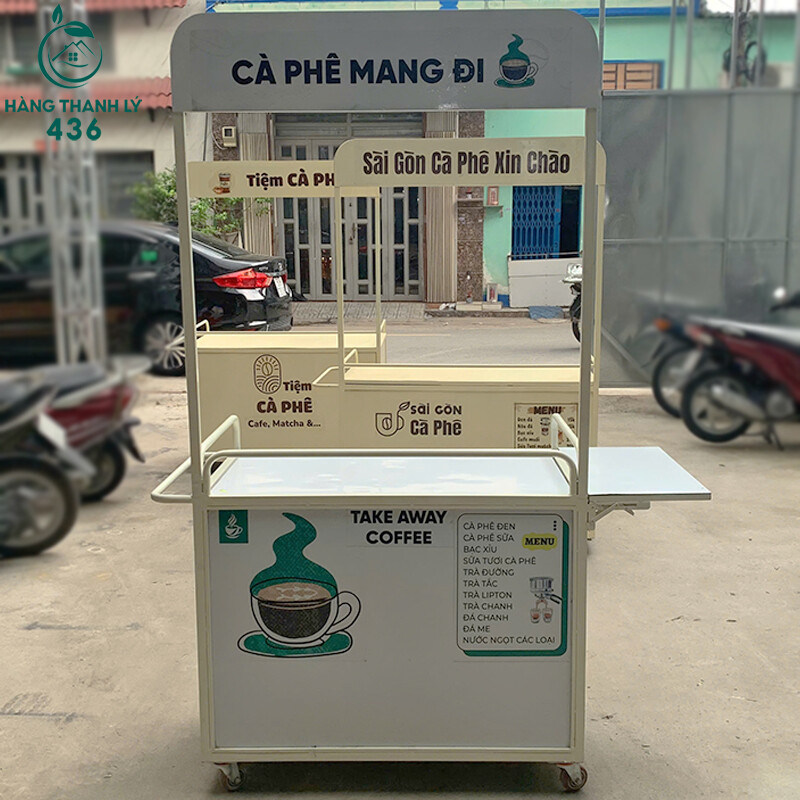 HÀNG THANH LÝ
436
CÀ PHÊ MANG ĐI
Tiệm CÀ PH
Sài Gòn Cà Phê Xin Chào
Tiệm
CÀ PHÊ
Cafe, Matcha &...
SÀI GÒN
Cà Phê
MENU
TAKE AWAY
COFFEE
MENU
CÀ PHÊ ĐEN
CÀ PHÊ SỮA
BẠC XỈU
SỮA TƯƠI CÀ PHÊ
TRÀ ĐƯỜNG
TRÀ TẮC
TRÀ LIPTON
TRÀ CHANH
ĐÁ CHANH
ĐÁ ME
NƯỚC NGỌT CÁC LOẠI